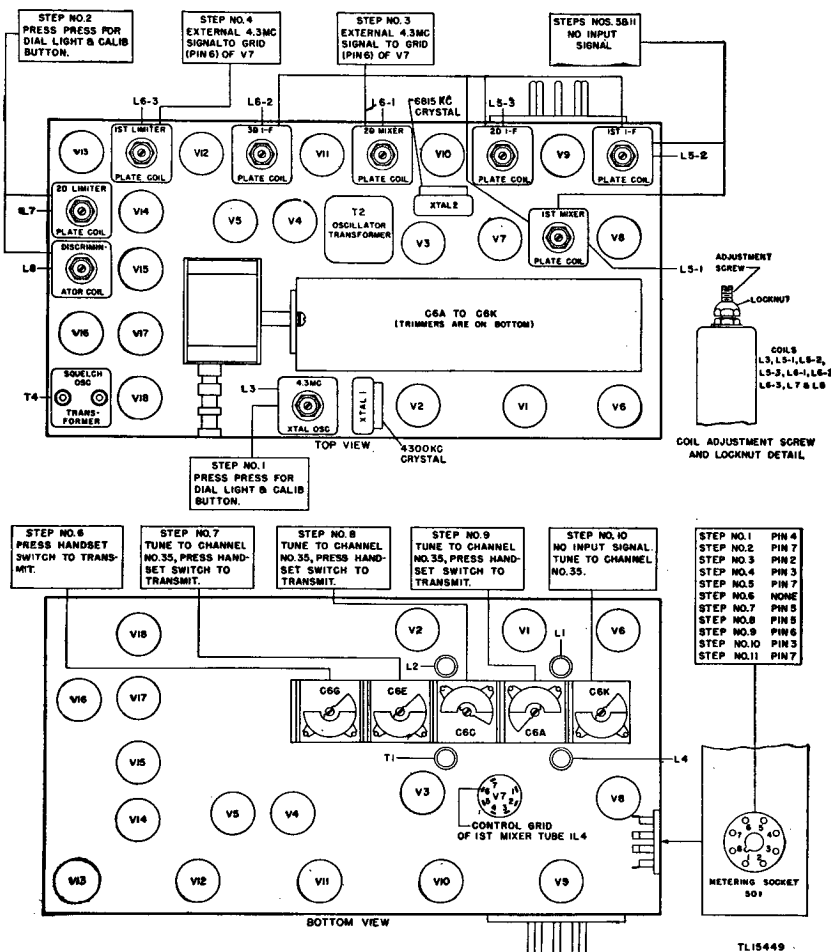 STEP NO.2
PRESS PRESS FOR
DIAL LIGHT & CALIB
BUTTON.
STEP NO.4
EXTERNAL 4.3MC
SIGNAL TO GRID
(PIN 6) OF V7
STEP NO.3
EXTERNAL 4.3MC
SIGNAL TO GRID
(PIN 6) OF V7
STEPS NOS.5&11
NO INPUT
SIGNAL
L6-3
L6-2
L6-1
6815 KC
CRYSTAL
L5-3
V13
1ST LIMITER
PLATE COIL
V12
3D I-F
PLATE COIL
V11
2D MIXER
PLATE COIL
V10
2D I-F
PLATE COIL
V9
1ST I-F
PLATE COIL
L5-2
XTAL 2
2D LIMITER
PLATE COIL
L7
V14
V5
V4
T2
OSCILLATOR
TRANSFORMER
V3
V7
1ST MIXER
PLATE COIL
V8
L5-1
DISCRIMIN-
ATOR COIL
L8
V15
C6A TO C6K
(TRIMMERS ARE ON BOTTOM)
V16
V17
ADJUSTMENT
SCREW
LOCKNUT
COILS
L3, L5-1, L5-2,
L5-3, L6-1, L6-2
L6-3, L7 & L8
COIL ADJUSTMENT SCREW
AND LOCKNUT DETAIL
T4
SQUELCH
OSC
TRANS-
FORMER
V18
L3
4.3MC
XTAL OSC
XTAL 1
V2
V1
V6
4300KC
CRYSTAL
TOP VIEW
STEP NO.1
PRESS PRESS FOR
DIAL LIGHT & CALIB
BUTTON.
STEP NO.6
PRESS HANDSET
SWITCH TO TRANS-
MIT.
STEP NO.7
TUNE TO CHANNEL
NO.35, PRESS HAND-
SET SWITCH TO
TRANSMIT.
STEP NO.8
TUNE TO CHANNEL
NO.35, PRESS HAND-
SET SWITCH TO
TRANSMIT.
STEP NO.9
TUNE TO CHANNEL
NO.35, PRESS HAND-
SET SWITCH TO
TRANSMIT.
STEP NO.10
NO INPUT SIGNAL.
TUNE TO CHANNEL
NO.35.
STEP NO.1 PIN 4
STEP NO.2 PIN 7
STEP NO.3 PIN 2
STEP NO.4 PIN 3
STEP NO.5 PIN 7
STEP NO.6 NONE
STEP NO.7 PIN 5
STEP NO.8 PIN 5
STEP NO.9 PIN 6
STEP NO.10 PIN 3
STEP NO.11 PIN 7
V18
V2
V1
V6
L2
L1
V16
V17
C6G
C6E
C6C
C6A
C6K
V15
T1
L4
V14
V5
V4
V3
V7
1 2 3 4 5 6 7
V8
CONTROL GRID
OF 1ST MIXER TUBE 1L4
V13
V12
V11
V10
V9
BOTTOM VIEW
1 2 3 4 5 6 7 8
METERING SOCKET
501
TL15449